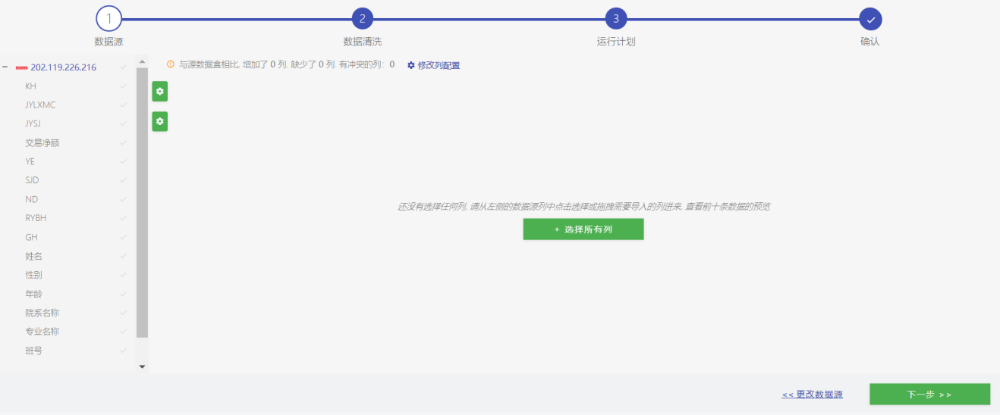 1
2
3
数据源
数据清洗
运行计划
确认
202.119.226.216
KH
JYLXMC
JYSJ
交易净额
YE
SJD
ND
RYBH
GH
姓名
性别
年龄
院系名称
专业名称
班号
与源数据盒相比, 增加了 0 列. 缺少了 0 列. 有冲突的列：0
修改列配置
还没有选择任何列, 请从左侧的数据源列中点击选择或拖拽需要导入的列进来, 查看前十条数据的预览
+ 选择所有列
<< 更改数据源
下一步 >>